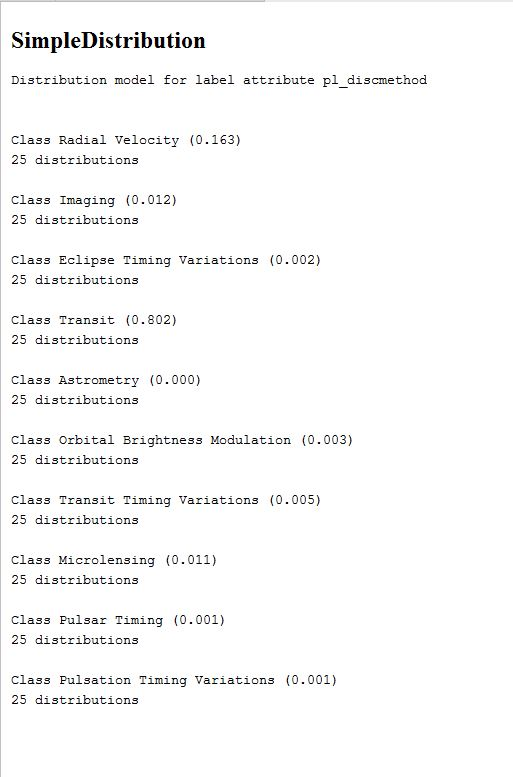 SimpleDistribution
Distribution model for label attribute pl_discmethod
Class Radial Velocity (0.163)
25 distributions
Class Imaging (0.012)
25 distributions
Class Eclipse Timing Variations (0.002)
25 distributions
Class Transit (0.802)
25 distributions
Class Astrometry (0.000)
25 distributions
Class Orbital Brightness Modulation (0.003)
25 distributions
Class Transit Timing Variations (0.005)
25 distributions
Class Microlensing (0.011)
25 distributions
Class Pulsar Timing (0.001)
25 distributions
Class Pulsation Timing Variations (0.001)
25 distributions